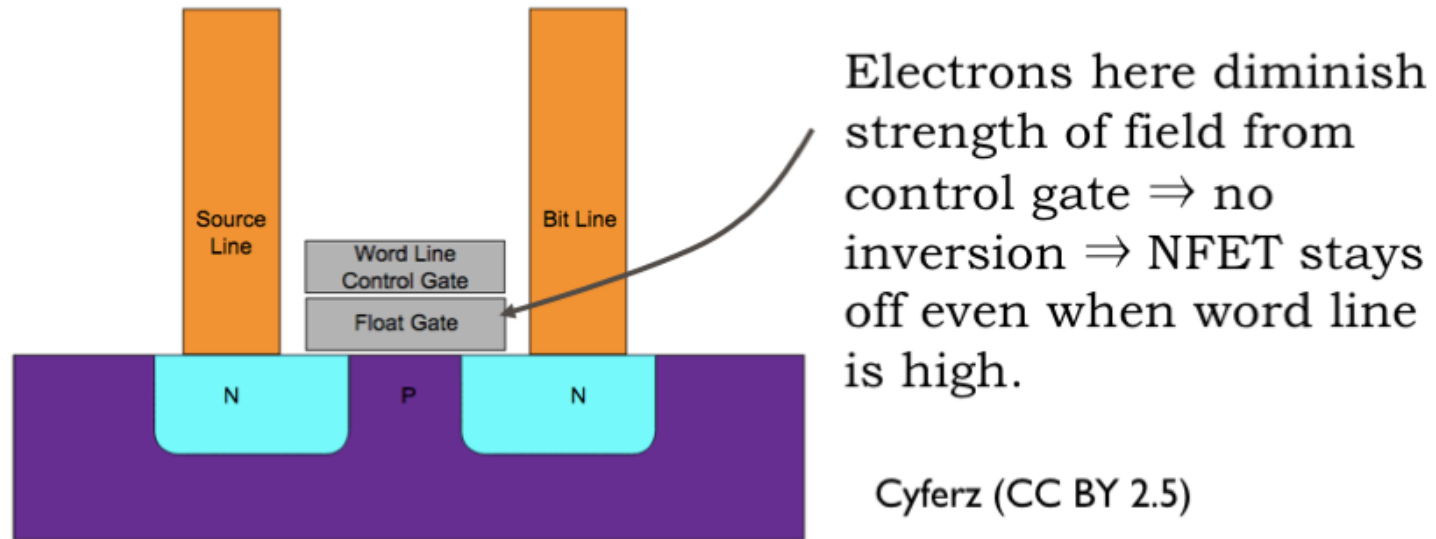 Source
Line
Word Line
Control Gate
Float Gate
Bit Line
N
P
N
Electrons here diminish
strength of field from
control gate ⇒ no
inversion ⇒ NFET stays
off even when word line
is high.
Cyferz (CC BY 2.5)